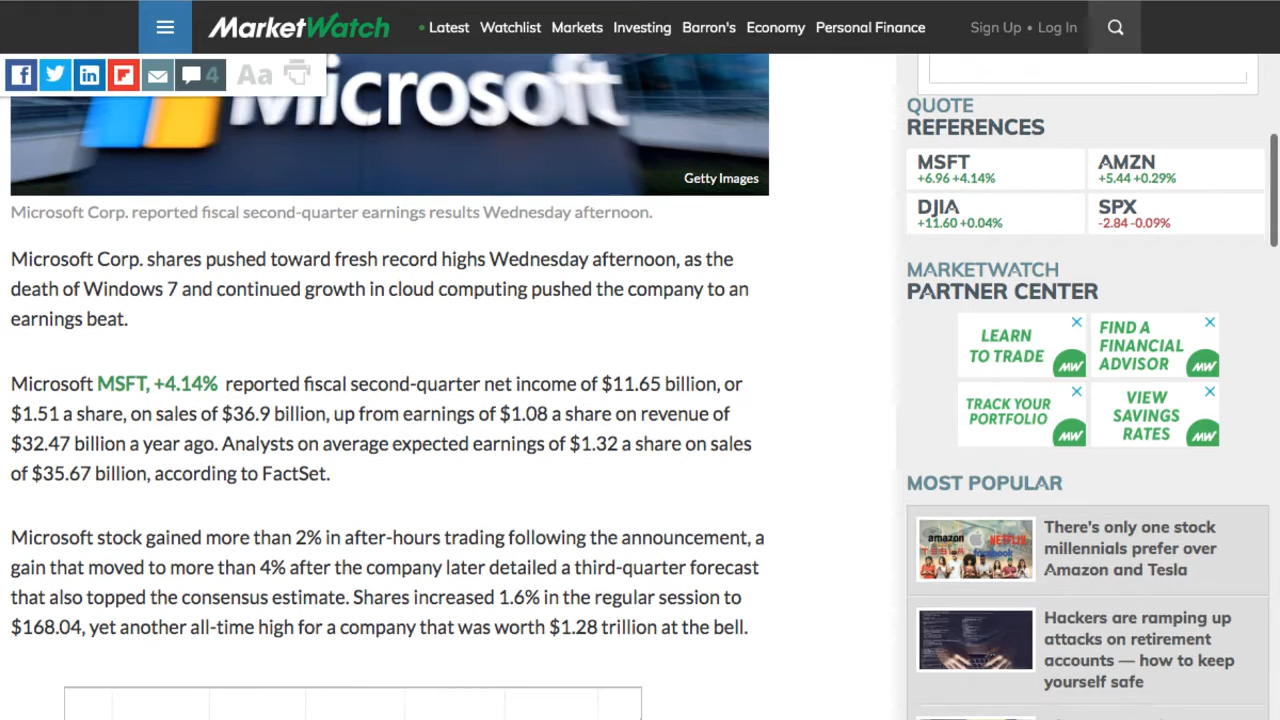 MarketWatch
• Latest Watchlist Markets Investing Barron's Economy Personal Finance
Sign Up • Log In
4
Aa
Microsoft
Getty Images
Microsoft Corp. reported fiscal second-quarter earnings results Wednesday afternoon.
Microsoft Corp. shares pushed toward fresh record highs Wednesday afternoon, as the
death of Windows 7 and continued growth in cloud computing pushed the company to an
earnings beat.
Microsoft MSFT, +4.14% reported fiscal second-quarter net income of $11.65 billion, or
$1.51 a share, on sales of $36.9 billion, up from earnings of $1.08 a share on revenue of
$32.47 billion a year ago. Analysts on average expected earnings of $1.32 a share on sales
of $35.67 billion, according to FactSet.
Microsoft stock gained more than 2% in after-hours trading following the announcement, a
gain that moved to more than 4% after the company later detailed a third-quarter forecast
that also topped the consensus estimate. Shares increased 1.6% in the regular session to
$168.04, yet another all-time high for a company that was worth $1.28 trillion at the bell.
QUOTE
REFERENCES
MSFT
+6.96 +4.14%
AMZN
+5.44 +0.29%
DJIA
+11.60 +0.04%
SPX
-2.84 -0.09%
MARKETWATCH
PARTNER CENTER
LEARN
TO TRADE
MW
FIND A
FINANCIAL
ADVISOR
MW
TRACK YOUR
PORTFOLIO
MW
VIEW
SAVINGS
RATES
MW
MOST POPULAR
amazon
NETFLIX
TESLA
facebook
There's only one stock
millennials prefer over
Amazon and Tesla
Hackers are ramping up
attacks on retirement
accounts — how to keep
yourself safe